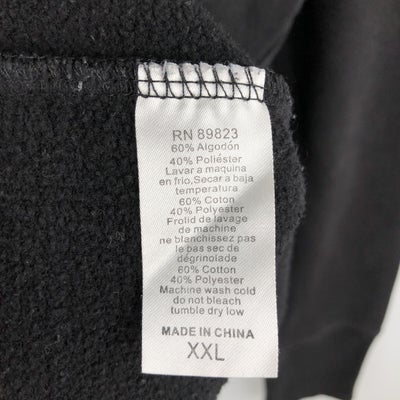 RN 89823
60% Algodón
40% Poliéster
Lavar a maquina
en frio,Secar a baja
temperatura
60% Cotton
40% Polyester
Frolid de lavage
de machine
ne blanchissez pas
le bas sec de
dégrinolade
60% Cotton
40% Polyester
Machine wash cold
do not bleach
tumble dry low
MADE IN CHINA
XXL